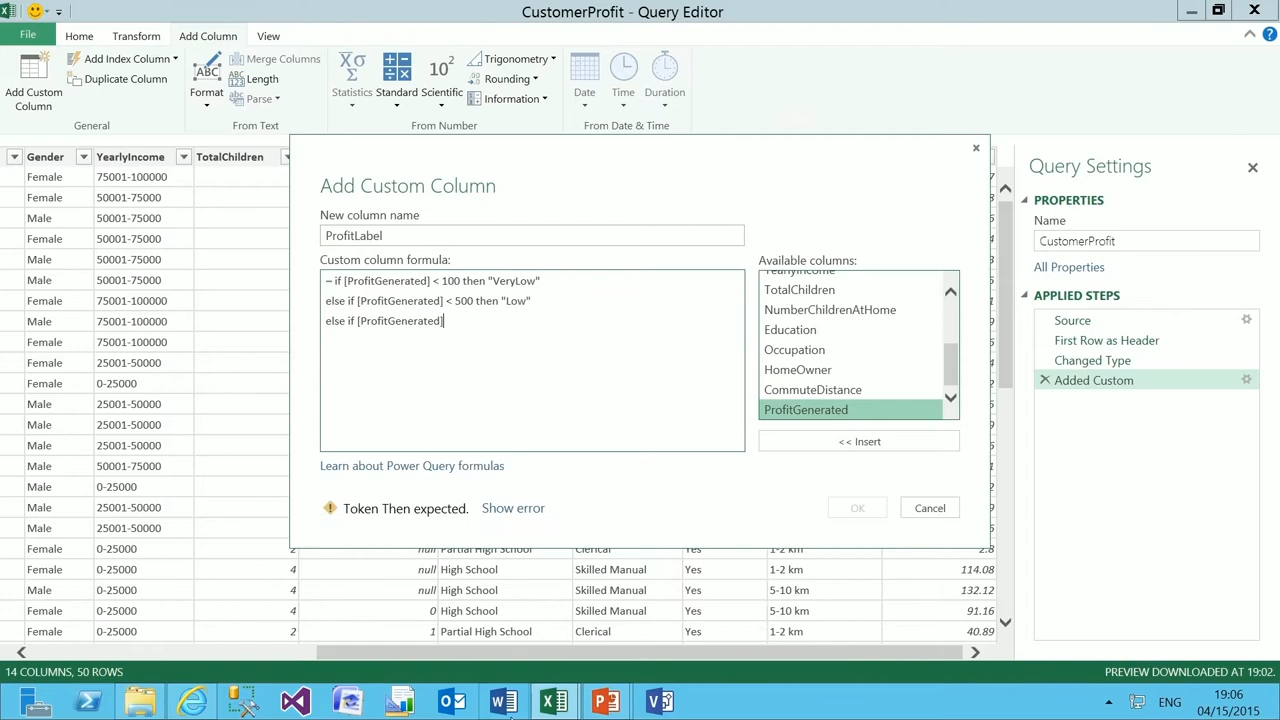 CustomerProfit - Query Editor
File Home Transform Add Column View
Add Custom Column
Add Index Column
Duplicate Column
General
ABC
Format
Merge Columns
ABC Length
abc Parse
From Text
XΣ
Statistics
Standard
10²
Scientific
Trigonometry
Rounding
Information
From Number
Date
Time
Duration
From Date & Time
Gender YearlyIncome TotalChildren
Female 75001-100000
Female 50001-75000
Male 50001-75000
Female 50001-75000
Male 50001-75000
Female 50001-75000
Male 50001-75000
Male 75001-100000
Female 75001-100000
Female 25001-50000
Female 0-25000
Male 25001-50000
Male 25001-50000
Male 25001-50000
Male 50001-75000
Male 0-25000
Male 25001-50000
Male 25001-50000
Female 0-25000 2 null Partial High School Clerical Yes 1-2 km 2.8
Female 0-25000 4 null High School Skilled Manual Yes 1-2 km 114.08
Male 0-25000 4 null High School Skilled Manual Yes 5-10 km 132.12
Female 0-25000 4 0 High School Skilled Manual Yes 5-10 km 91.16
Female 0-25000 2 1 Partial High School Clerical Yes 1-2 km 40.89
Add Custom Column
New column name
ProfitLabel
Custom column formula:
= if [ProfitGenerated] < 100 then "VeryLow"
else if [ProfitGenerated] < 500 then "Low"
else if [ProfitGenerated]
Available columns:
YearlyIncome
TotalChildren
NumberChildrenAtHome
Education
Occupation
HomeOwner
CommuteDistance
ProfitGenerated
<< Insert
Learn about Power Query formulas
Token Then expected. Show error
OK
Cancel
Query Settings
PROPERTIES
Name
CustomerProfit
All Properties
APPLIED STEPS
Source
First Row as Header
Changed Type
Added Custom
14 COLUMNS, 50 ROWS
PREVIEW DOWNLOADED AT 19:02.
ENG
19:06
04/15/2015